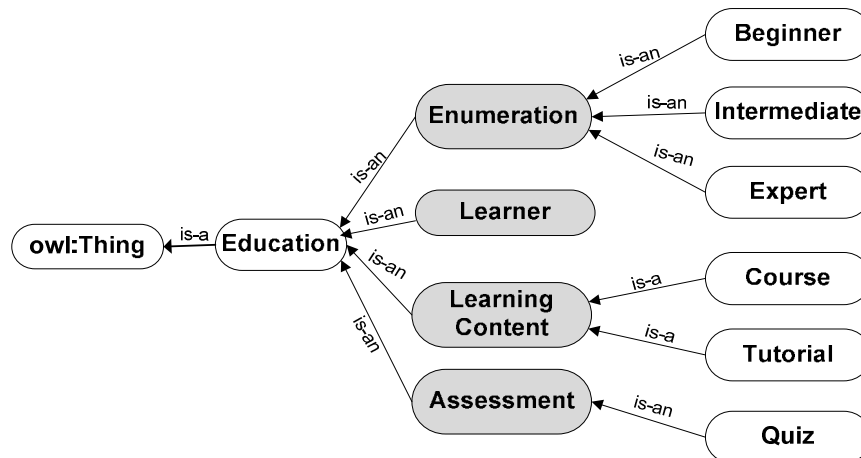 Beginner
is-an
Enumeration
is-an
Intermediate
is-an
Expert
is-an
Learner
is-an
owl:Thing
is-a
Education
is-an
Learning
Content
is-a
Course
is-a
Tutorial
is-an
Assessment
is-an
Quiz